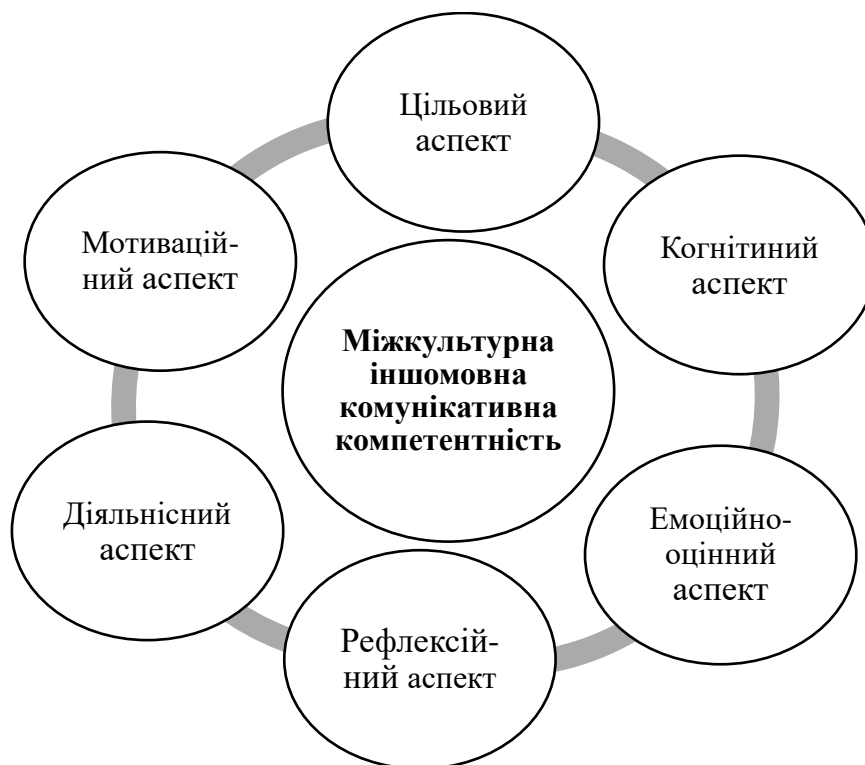 Цільовий
аспект
Когнітиний
аспект
Емоційно-
оцінний
аспект
Рефлексій-
ний аспект
Діяльнісний
аспект
Мотивацій-
ний аспект
Міжкультурна
іншомовна
комунікативна
компетентність